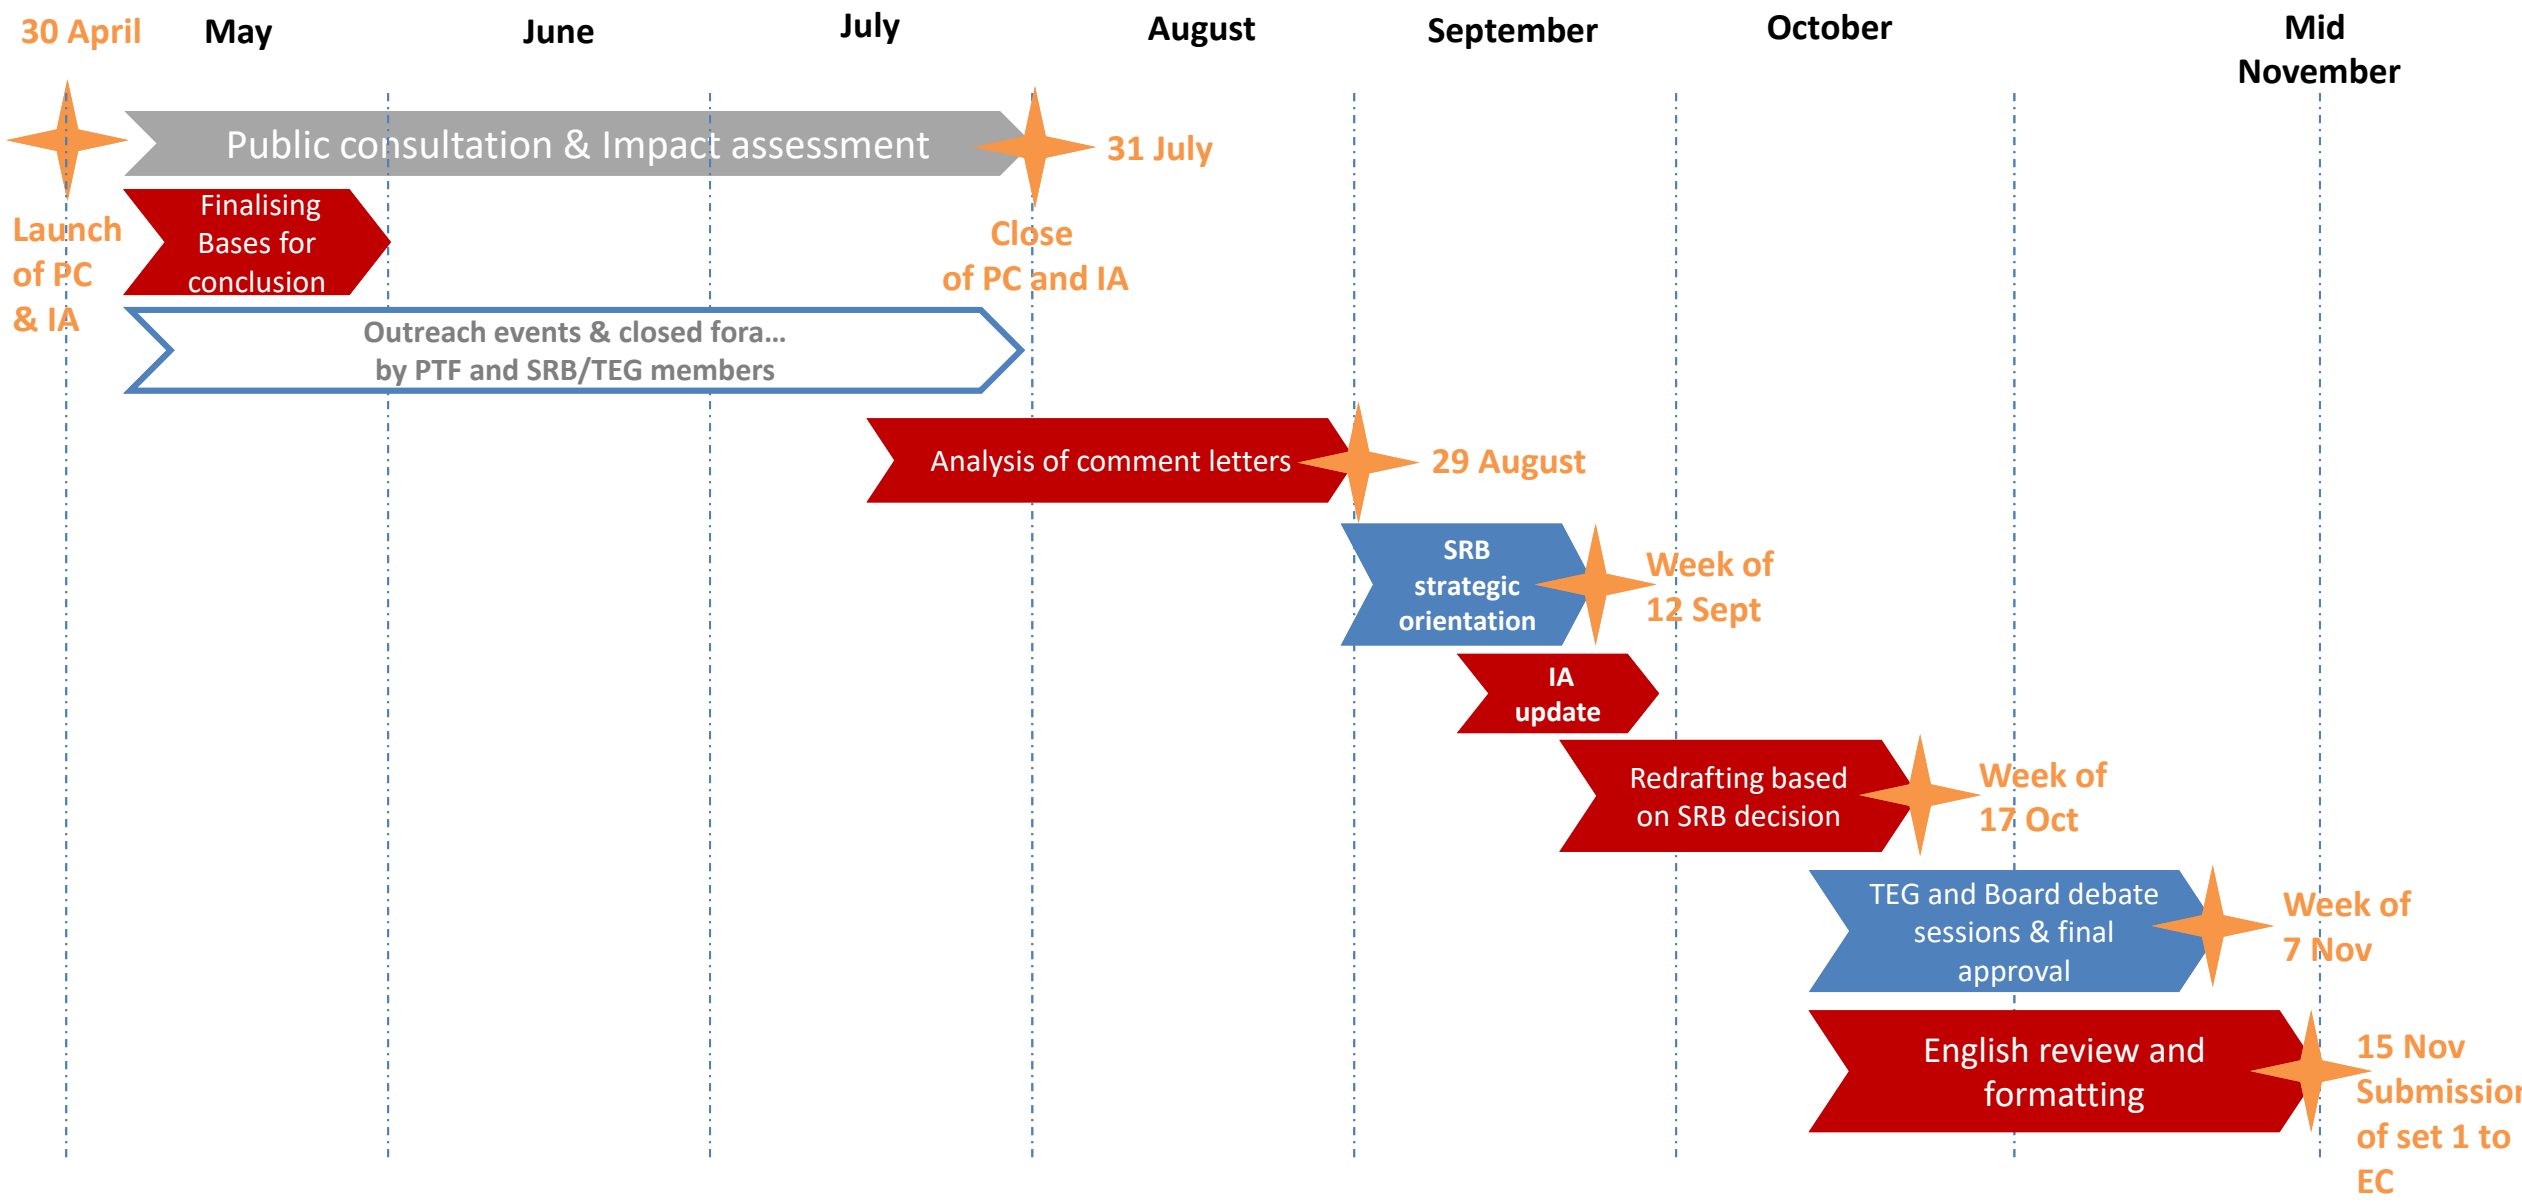 30 April
May
June
July
August
September
October
Mid
November
Public consultation & Impact assessment
31 July
Launch
of PC
& IA
Finalising
Bases for
conclusion
Close
of PC and IA
Outreach events & closed fora...
by PTF and SRB/TEG members
Analysis of comment letters
29 August
SRB
strategic
orientation
Week of
12 Sept
IA
update
Redrafting based
on SRB decision
Week of
17 Oct
TEG and Board debate
sessions & final
approval
Week of
7 Nov
English review and
formatting
15 Nov
Submission
of set 1 to
EC